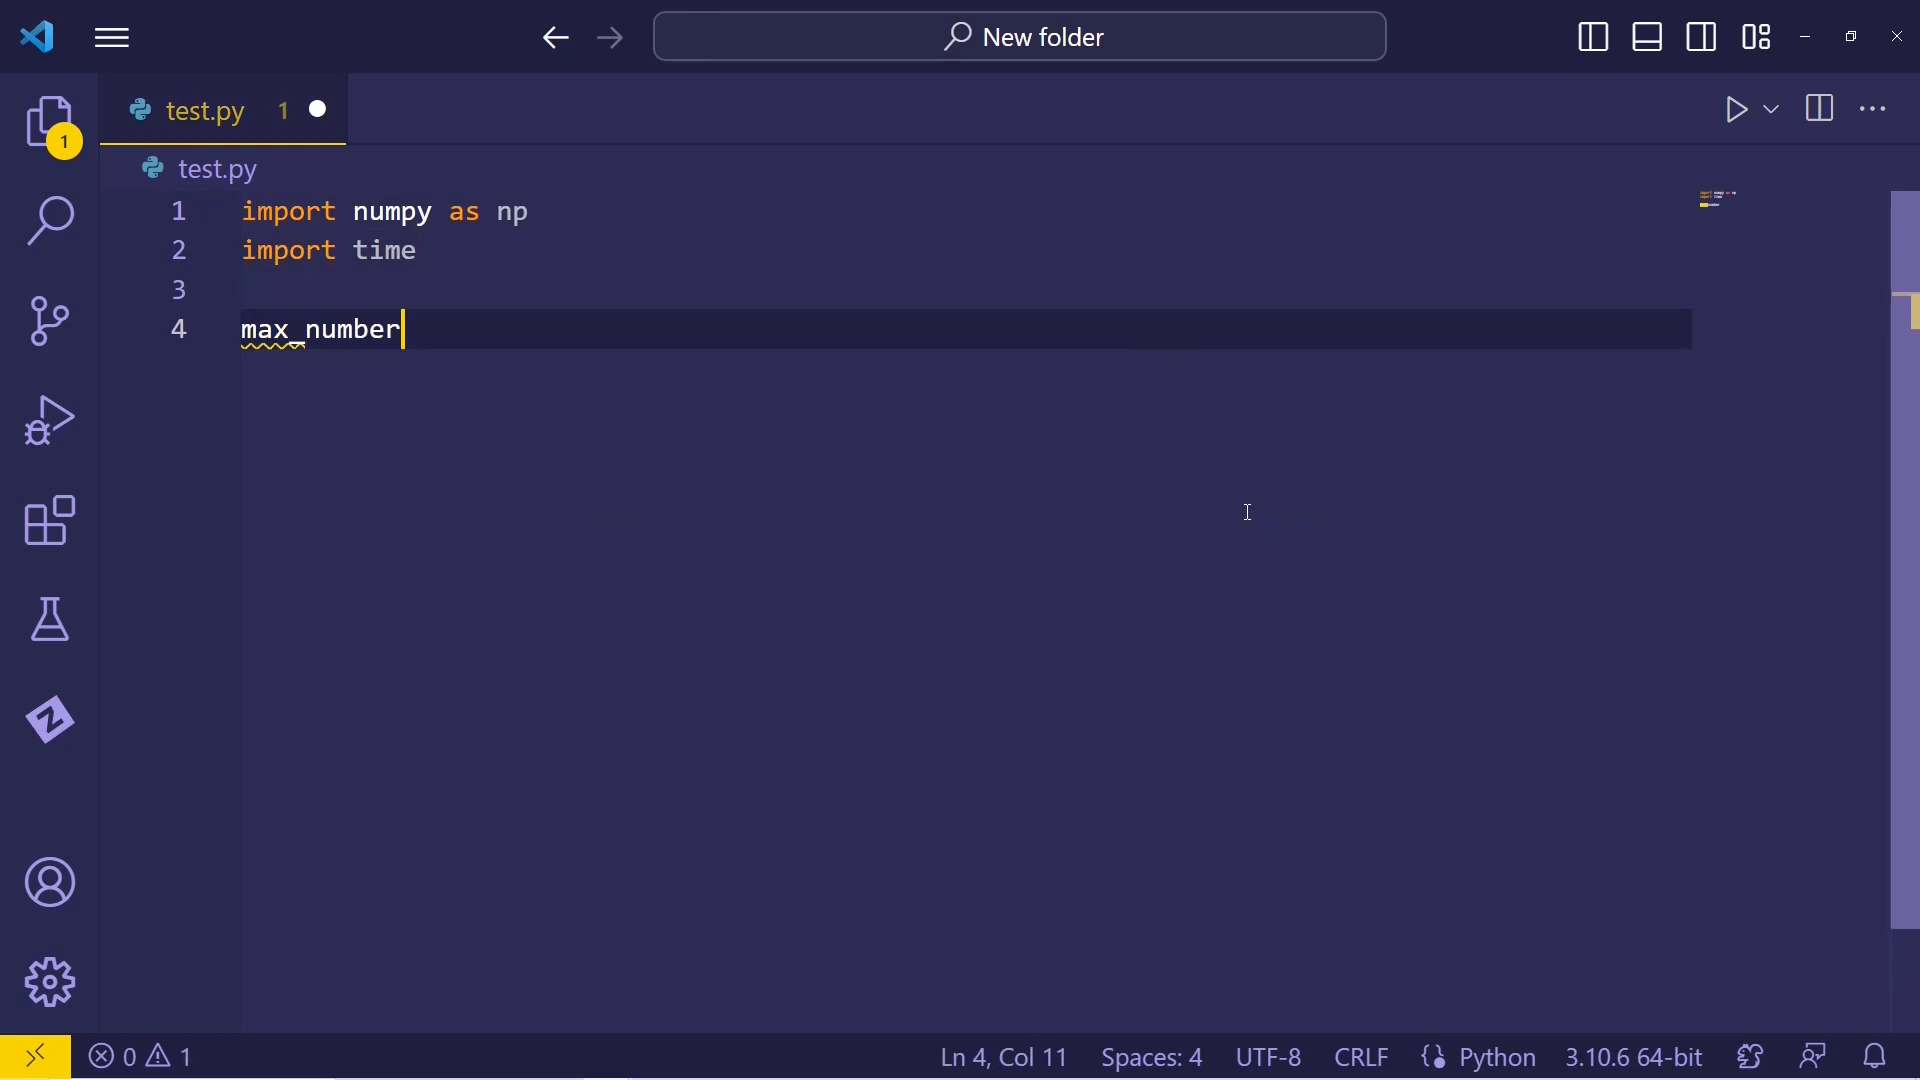 New folder
test.py 1
1
test.py
1 import numpy as np
2 import time
3
4 max_number
0 1 Ln 4, Col 11 Spaces: 4 UTF-8 CRLF Python 3.10.6 64-bit